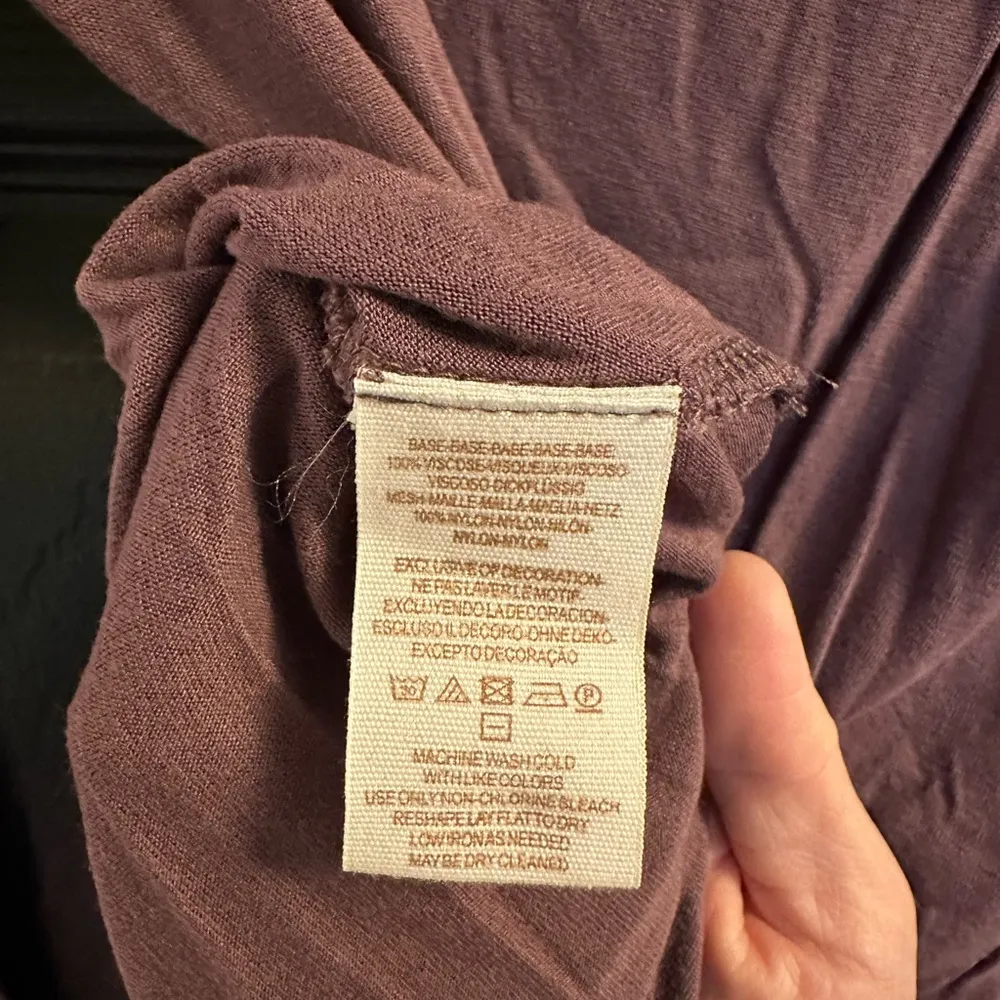 BASE-BASE-BASE-BASE-BASE
100%VISCOSE-VISQUEUX-VISCOSO-
VISCOSO-DICKFLÜSSIG
MESH-MAILLE-MALLA-MAGLIA-NETZ
100%NYLON-NYLON-NILÓN-
NYLON-NYLON
EXCLUSIVE OF DECORATION-
NE PAS LAPER LE MOTIF
EXCLUYENDO LA DECORACION-
ESCLUSO IL DECORO-OHNE DEKO-
EXCEPTO DECORAÇÃO
30 P
MACHINE WASH COLD
WITH LIKE COLORS
USE ONLY NON-CHLORINE BLEACH
RESHAPE LAY FLAT TO DRY
LOW IRON AS NEEDED
MAY BE DRY CLEANED